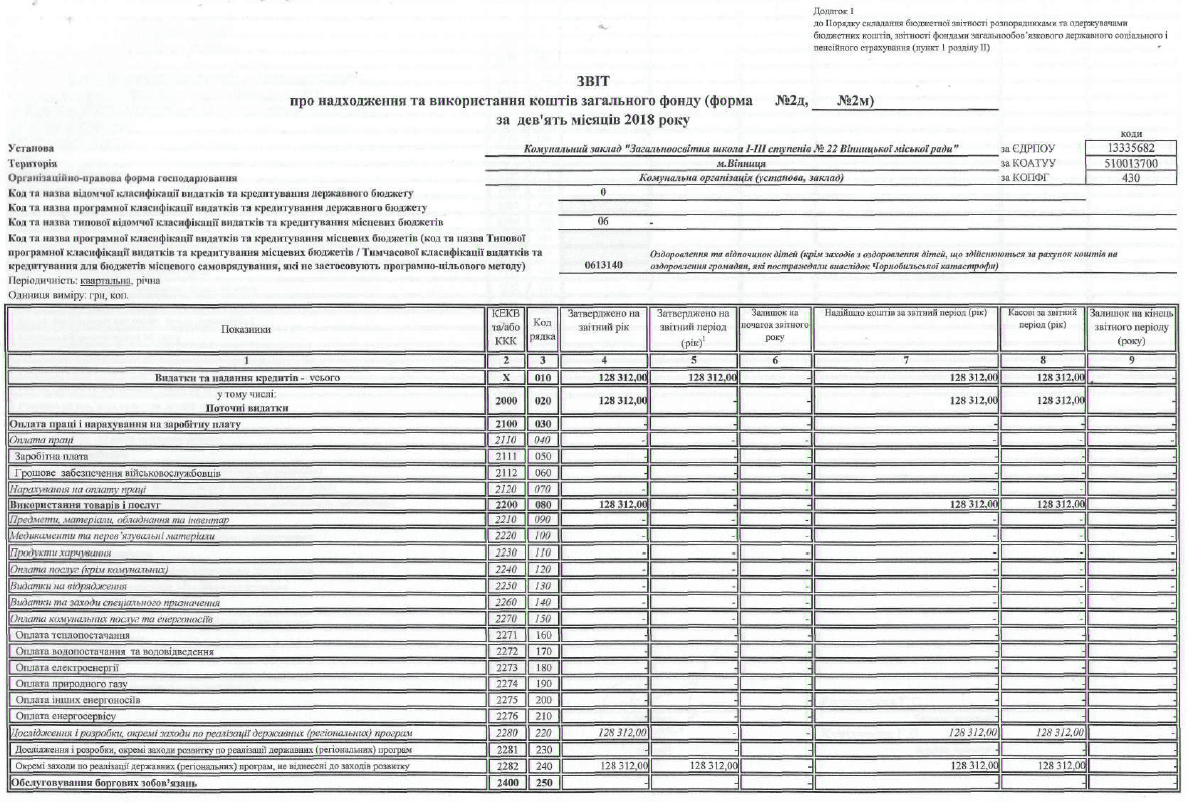 Додаток 1
до Порядку складання бюджетної звітності розпорядниками та одержувачами
бюджетних коштів, звітності фондами загальнообов'язкового державного соціального і
пенсійного страхування (пункт 1 розділу II)
ЗВІТ
про надходження та використання коштів загального фонду (форма №2д, №2м)
за дев'ять місяців 2018 року
коди
Установа Комунальний заклад "Загальноосвітня школа І-ІІІ ступенів № 22 Вінницької міської ради" за ЄДРПОУ 13335682
Територія м.Вінниця за КОАТУУ 510013700
Організаційно-правова форма господарювання Комунальна організація (установа, заклад) за КОПФГ 430
Код та назва відомчої класифікації видатків та кредитування державного бюджету 0
Код та назва програмної класифікації видатків та кредитування державного бюджету
Код та назва типової відомчої класифікації видатків та кредитування місцевих бюджетів 06 -
Код та назва програмної класифікації видатків та кредитування місцевих бюджетів (код та назва Типової
програмної класифікації видатків та кредитування місцевих бюджетів / Тимчасової класифікації видатків та
кредитування для бюджетів місцевого самоврядування, які не застосовують програмно-цільового методу) 0613140 Оздоровлення та відпочинок дітей (крім заходів з оздоровлення дітей, що здійснюються за рахунок коштів на
оздоровлення громадян, які постраждали внаслідок Чорнобильської катастрофи)
Періодичність: квартальна, річна
Одиниця виміру: грн, коп.
Показники КЕКВ та/або ККК Код рядка Затверджено на звітний рік Затверджено на звітний період (рік)1 Залишок на початок звітного року Надійшло коштів за звітний період (рік) Касові за звітний період (рік) Залишок на кінець звітного періоду (року)
1 2 3 4 5 6 7 8 9
Видатки та надання кредитів - усього X 010 128 312,00 128 312,00 - 128 312,00 128 312,00 -
у тому числі:
Поточні видатки 2000 020 128 312,00 - - 128 312,00 128 312,00 -
Оплата праці і нарахування на заробітну плату 2100 030 - - - - - -
Оплата праці 2110 040 - - - - - -
Заробітна плата 2111 050 - - - - - -
Грошове забезпечення військовослужбовців 2112 060 - - - - - -
Нарахування на оплату праці 2120 070 - - - - - -
Використання товарів і послуг 2200 080 128 312,00 - - 128 312,00 128 312,00 -
Предмети, матеріали, обладнання та інвентар 2210 090 - - - - - -
Медикаменти та перев'язувальні матеріали 2220 100 - - - - - -
Продукти харчування 2230 110 - - - - - -
Оплата послуг (крім комунальних) 2240 120 - - - - - -
Видатки на відрядження 2250 130 - - - - - -
Видатки та заходи спеціального призначення 2260 140 - - - - - -
Оплата комунальних послуг та енергоносіїв 2270 150 - - - - - -
Оплата теплопостачання 2271 160 - - - - - -
Оплата водопостачання та водовідведення 2272 170 - - - - - -
Оплата електроенергії 2273 180 - - - - - -
Оплата природного газу 2274 190 - - - - - -
Оплата інших енергоносіїв 2275 200 - - - - - -
Оплата енергосервісу 2276 210 - - - - - -
Дослідження і розробки, окремі заходи по реалізації державних (регіональних) програм 2280 220 128 312,00 - - 128 312,00 128 312,00 -
Дослідження і розробки, окремі заходи розвитку по реалізації державних (регіональних) програм 2281 230 - - - - - -
Окремі заходи по реалізації державних (регіональних) програм, не віднесені до заходів розвитку 2282 240 128 312,00 128 312,00 - 128 312,00 128 312,00 -
Обслуговування боргових зобов'язань 2400 250 - - - - - -